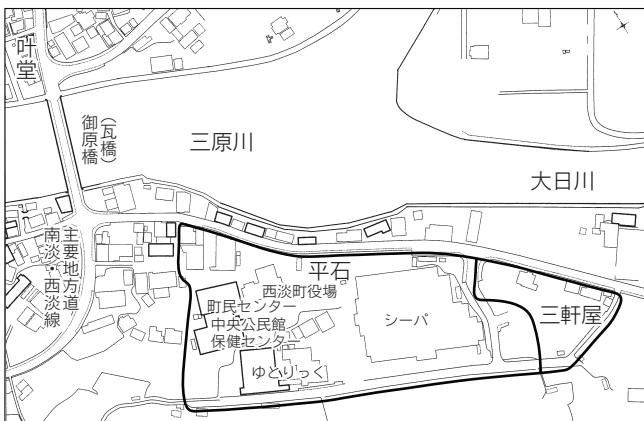 叶堂
御原橋
(瓦橋)
三原川
大日川
主要地方道
南淡・西淡線
平石
西淡町役場
町民センター
中央公民館
保健センター
ゆとりっく
シーパ
三軒屋